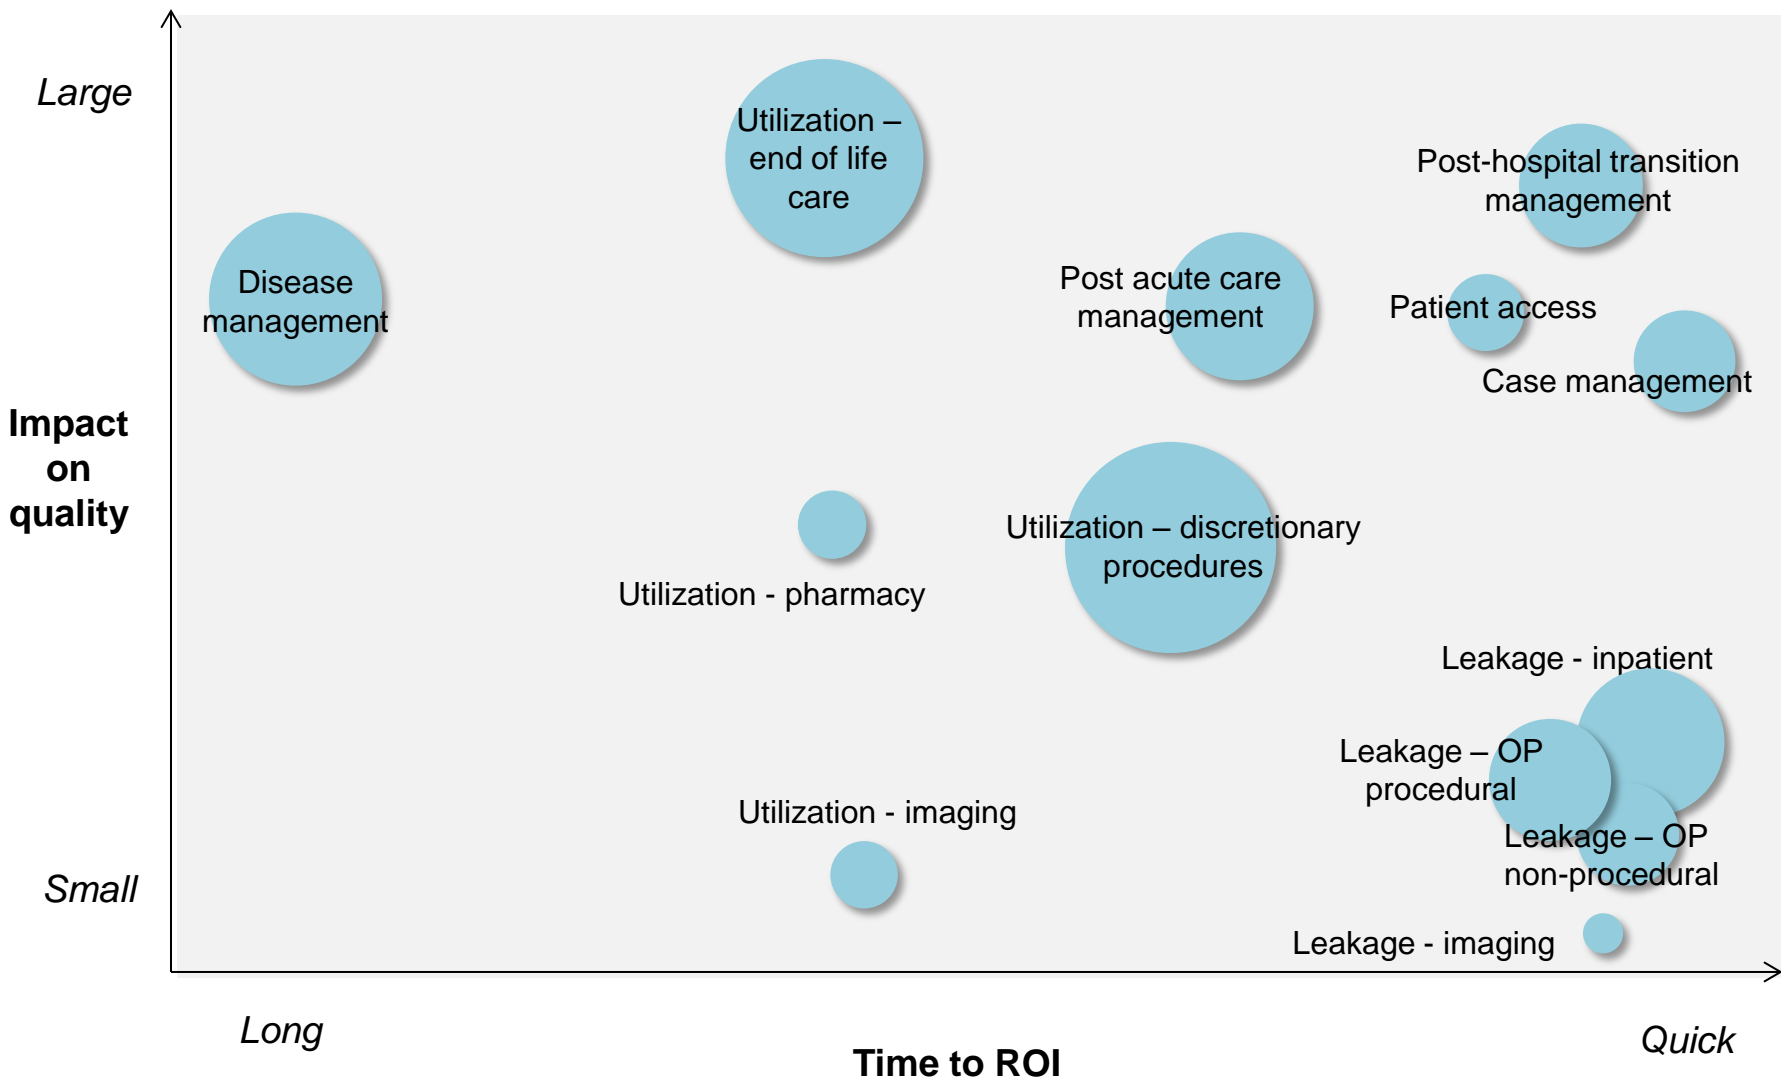 Large
Utilization –
end of life
care
Post-hospital transition
management
Disease
management
Post acute care
management
Patient access
Case management
Impact
on
quality
Utilization – discretionary
procedures
Utilization - pharmacy
Leakage - inpatient
Leakage – OP
procedural
Utilization - imaging
Leakage – OP
non-procedural
Small
Leakage - imaging
Long
Quick
Time to ROI